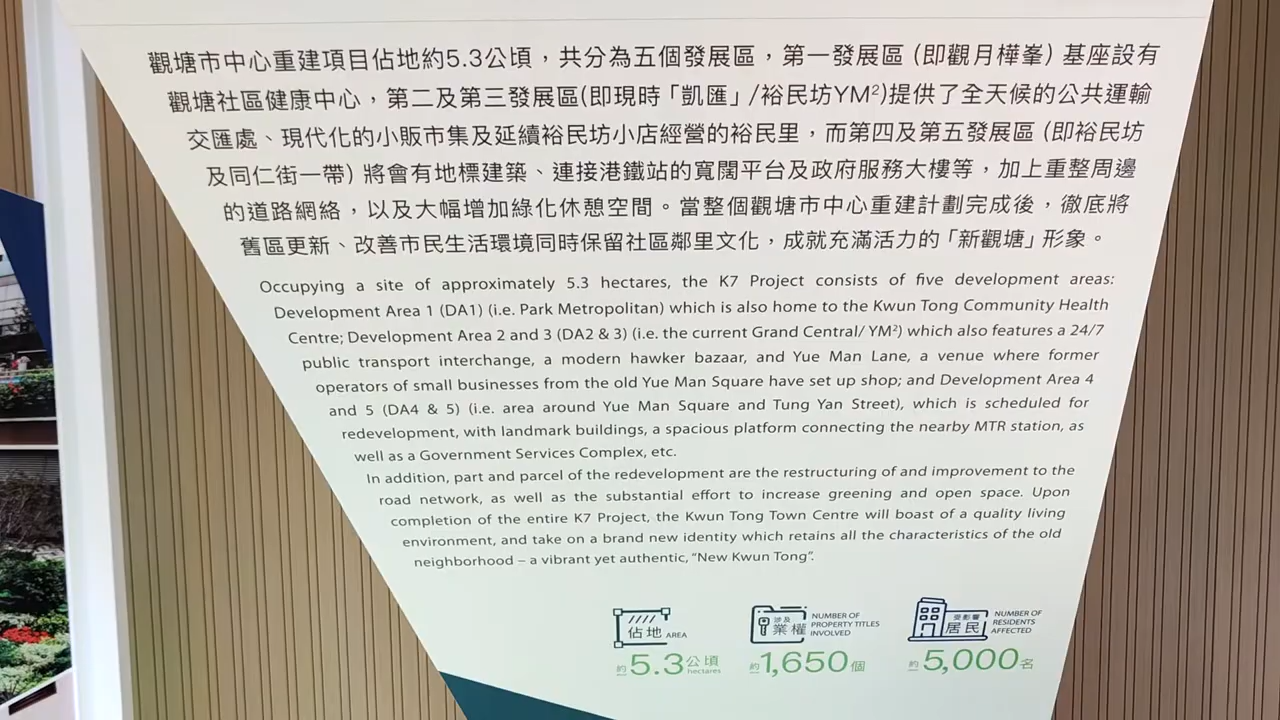 觀塘市中心重建項目佔地約5.3公頃，共分為五個發展區，第一發展區 (即觀月樺峯) 基座設有
觀塘社區健康中心，第二及第三發展區(即現時「凱匯」/裕民坊YM²)提供了全天候的公共運輸
交匯處、現代化的小販市集及延續裕民坊小店經營的裕民里，而第四及第五發展區 (即裕民坊
及同仁街一帶) 將會有地標建築、連接港鐵站的寬闊平台及政府服務大樓等，加上重整周邊
的道路網絡，以及大幅增加綠化休憩空間。當整個觀塘市中心重建計劃完成後，徹底將
舊區更新、改善市民生活環境同時保留社區鄰里文化，成就充滿活力的「新觀塘」形象。
Occupying a site of approximately 5.3 hectares, the K7 Project consists of five development areas:
Development Area 1 (DA1) (i.e. Park Metropolitan) which is also home to the Kwun Tong Community Health
Centre; Development Area 2 and 3 (DA2 & 3) (i.e. the current Grand Central/ YM²) which also features a 24/7
public transport interchange, a modern hawker bazaar, and Yue Man Lane, a venue where former
operators of small businesses from the old Yue Man Square have set up shop; and Development Area 4
and 5 (DA4 & 5) (i.e. area around Yue Man Square and Tung Yan Street), which is scheduled for
redevelopment, with landmark buildings, a spacious platform connecting the nearby MTR station, as
well as a Government Services Complex, etc.
In addition, part and parcel of the redevelopment are the restructuring of and improvement to the
road network, as well as the substantial effort to increase greening and open space. Upon
completion of the entire K7 Project, the Kwun Tong Town Centre will boast of a quality living
environment, and take on a brand new identity which retains all the characteristics of the old
neighborhood – a vibrant yet authentic, “New Kwun Tong”.
佔地 AREA
約5.3公頃 hectares
涉及
業權
NUMBER OF
PROPERTY TITLES
INVOLVED
約1,650個
受影響
居民
NUMBER OF
RESIDENTS
AFFECTED
約5,000名